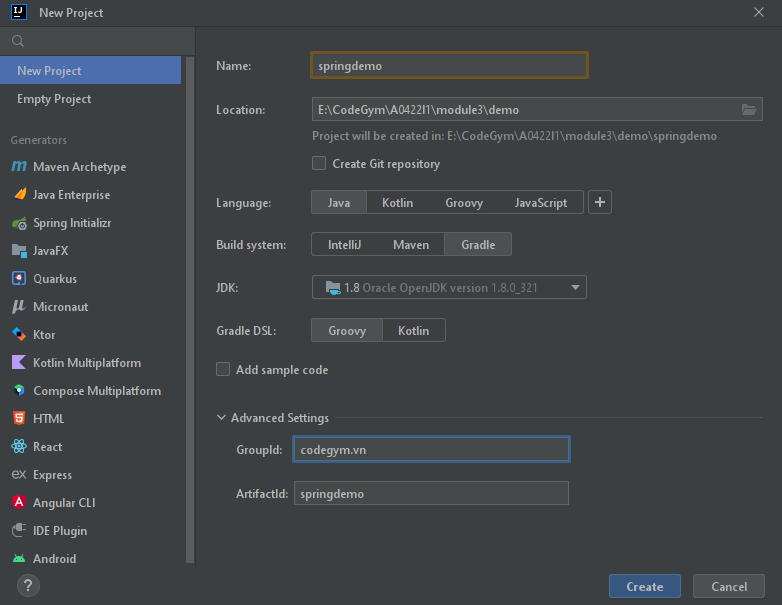 New Project
New Project
Empty Project
Generators
Maven Archetype
Java Enterprise
Spring Initializr
JavaFX
Quarkus
Micronaut
Ktor
Kotlin Multiplatform
Compose Multiplatform
HTML
React
Express
Angular CLI
IDE Plugin
Android
Name: springdemo
Location: E:\CodeGym\A0422I1\module3\demo
Project will be created in: E:\CodeGym\A0422I1\module3\demo\springdemo
Create Git repository
Language: Java Kotlin Groovy JavaScript +
Build system: IntelliJ Maven Gradle
JDK: 1.8 Oracle OpenJDK version 1.8.0_321
Gradle DSL: Groovy Kotlin
Add sample code
Advanced Settings
GroupId: codegym.vn
ArtifactId: springdemo
? Create Cancel